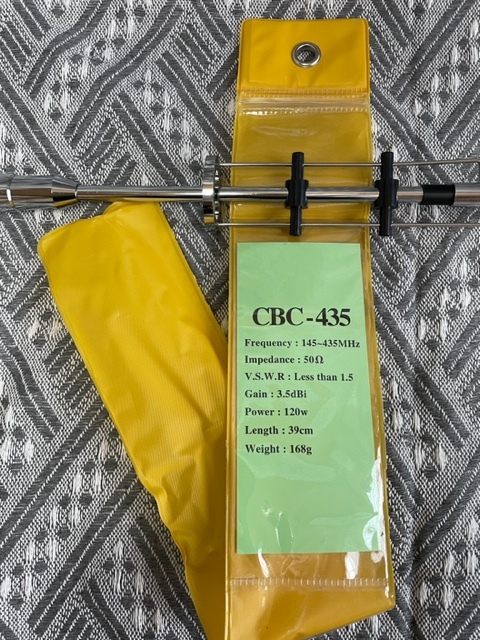 CBC-435
Frequency : 145~435MHz
Impedance : 50Ω
V.S.W.R : Less than 1.5
Gain : 3.5dBi
Power : 120w
Length : 39cm
Weight : 168g